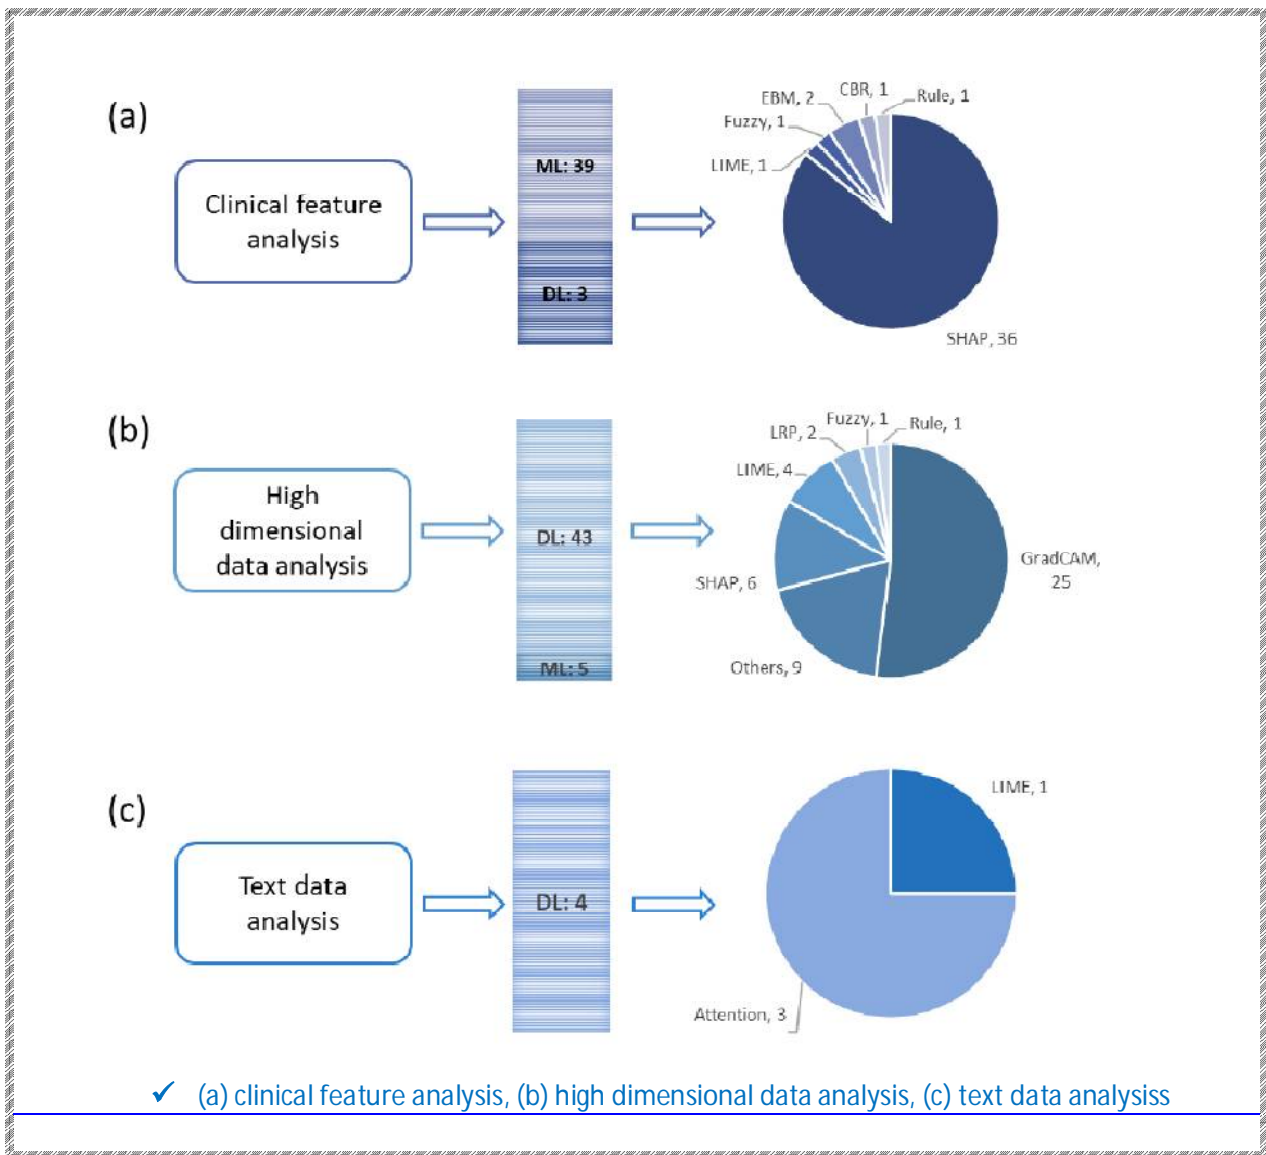 (a)
Clinical feature
analysis
ML: 39
DL: 3
EBM, 2
CBR, 1
Rule, 1
Fuzzy, 1
LIME, 1
SHAP, 36
(b)
High
dimensional
data analysis
DL: 43
ML: 5
Fuzzy, 1
Rule, 1
LRP, 2
LIME, 4
GradCAM,
25
SHAP, 6
Others, 9
(c)
Text data
analysis
DL: 4
LIME, 1
Attention, 3
✓ (a) clinical feature analysis, (b) high dimensional data analysis, (c) text data analysiss